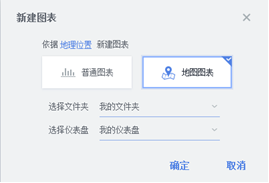 新建图表
依据 地理位置 新建图表
普通图表 地图图表
选择文件夹 我的文件夹
选择仪表盘 我的仪表盘
确定 取消